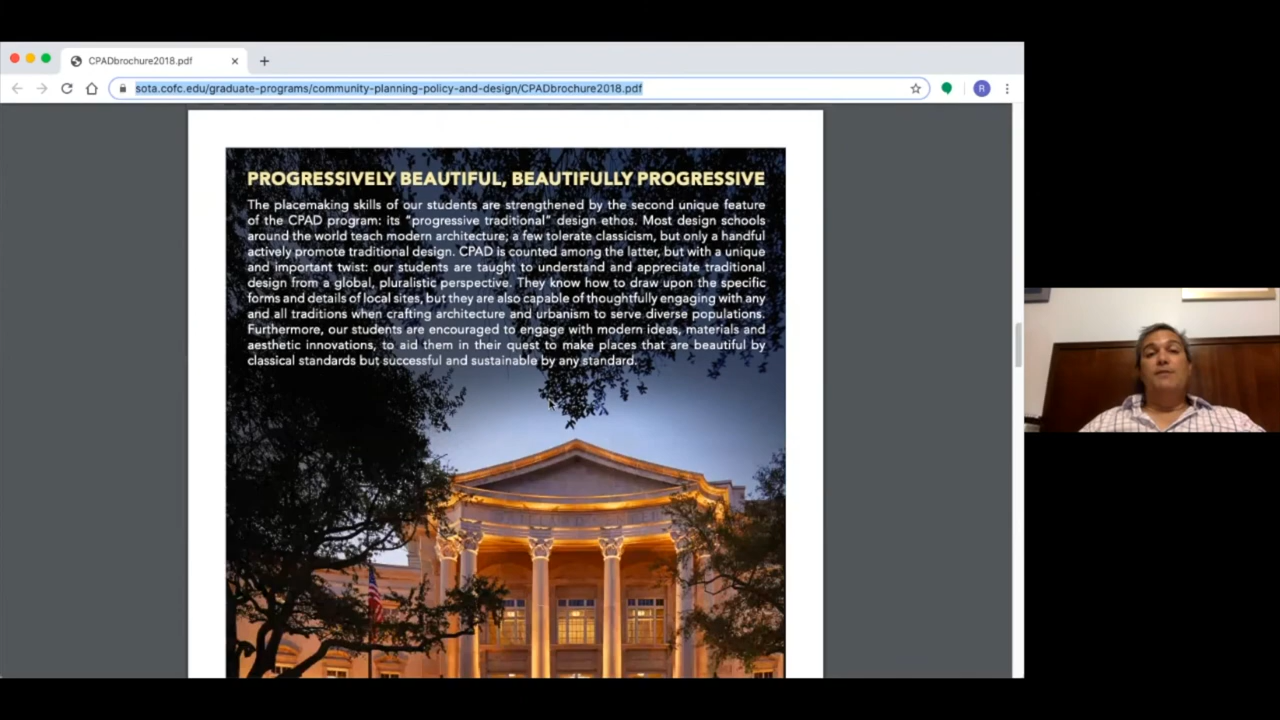 CPADbrochure2018.pdf
sota.cofc.edu/graduate-programs/community-planning-policy-and-design/CPADbrochure2018.pdf
R
PROGRESSIVELY BEAUTIFUL, BEAUTIFULLY PROGRESSIVE
The placemaking skills of our students are strengthened by the second unique feature
of the CPAD program: its “progressive traditional” design ethos. Most design schools
around the world teach modern architecture; a few tolerate classicism, but only a handful
actively promote traditional design. CPAD is counted among the latter, but with a unique
and important twist: our students are taught to understand and appreciate traditional
design from a global, pluralistic perspective. They know how to draw upon the specific
forms and details of local sites, but they are also capable of thoughtfully engaging with any
and all traditions when crafting architecture and urbanism to serve diverse populations.
Furthermore, our students are encouraged to engage with modern ideas, materials and
aesthetic innovations, to aid them in their quest to make places that are beautiful by
classical standards but successful and sustainable by any standard.